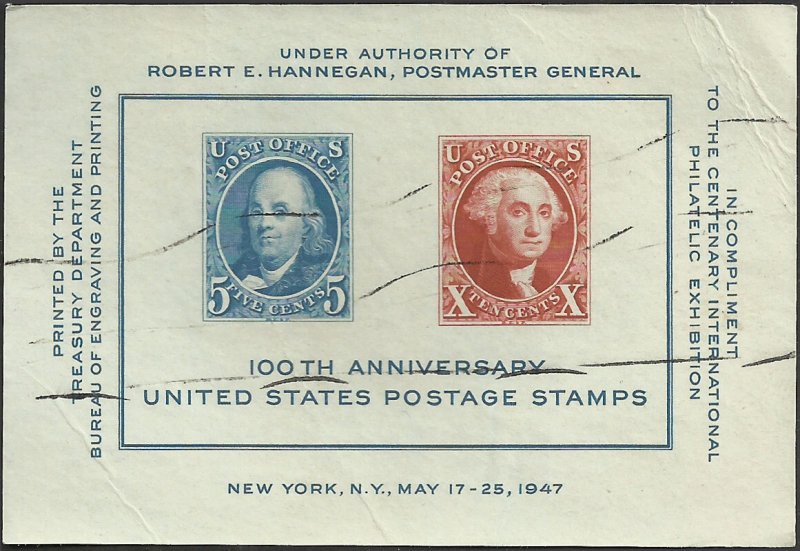 UNDER AUTHORITY OF
ROBERT E. HANNEGAN, POSTMASTER GENERAL
PRINTED BY THE
TREASURY DEPARTMENT
BUREAU OF ENGRAVING AND PRINTING
U S
POST OFFICE
5 FIVE CENTS 5
U S
POST OFFICE
X TEN CENTS X
100TH ANNIVERSARY
UNITED STATES POSTAGE STAMPS
IN COMPLIMENT
TO THE CENTENARY INTERNATIONAL
PHILATELIC EXHIBITION
NEW YORK, N.Y., MAY 17-25, 1947